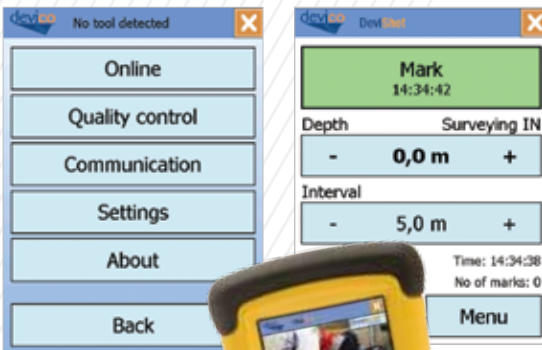 devico No tool detected
Online
Quality control
Communication
Settings
About
Back
devico DeviShot
Mark
14:34:42
Depth Surveying IN
- 0,0 m +
Interval
- 5,0 m +
Time: 14:34:38
No of marks: 0
Menu